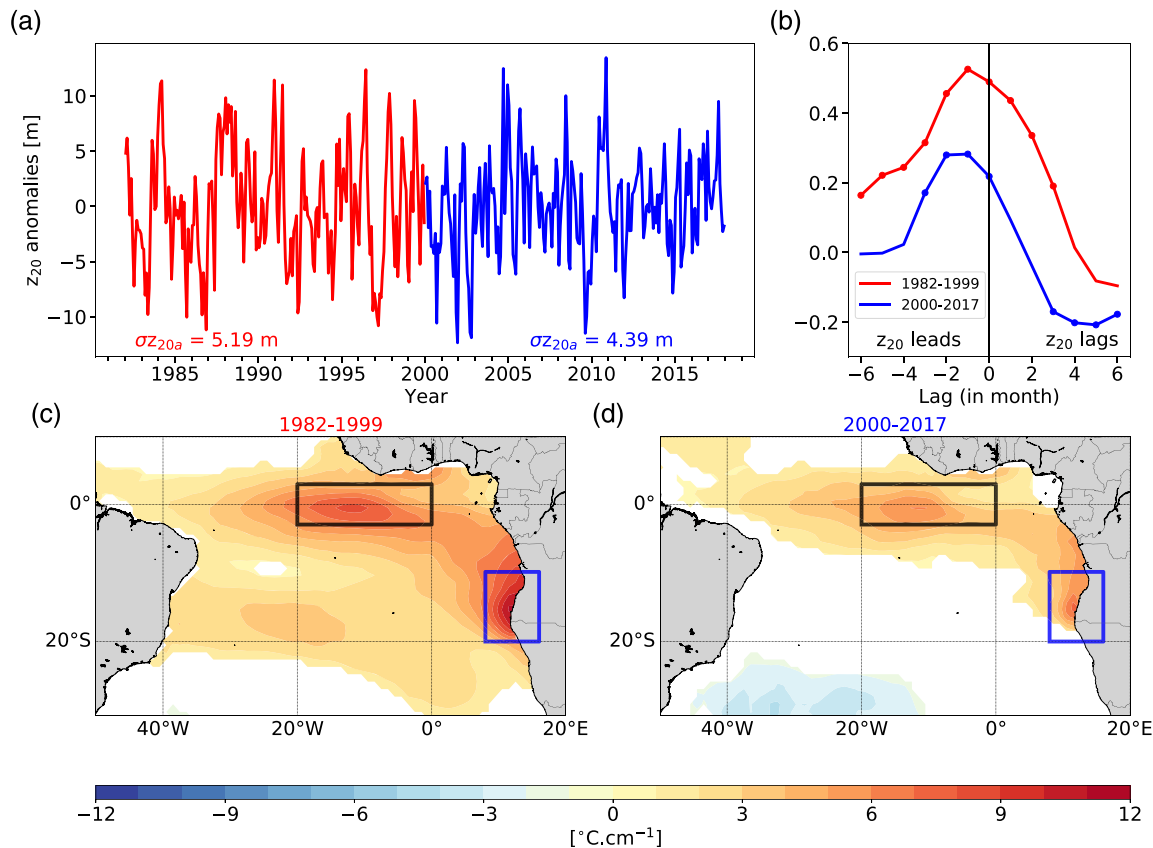 (a)
z20 anomalies [m]
10
5
0
−5
−10
σz20a = 5.19 m
σz20a = 4.39 m
1985
1990
1995
2000
2005
2010
2015
Year
(b)
0.6
0.4
0.2
0.0
−0.2
1982-1999
2000-2017
z20 leads
z20 lags
−6
−4
−2
0
2
4
6
Lag (in month)
(c)
1982-1999
0°
20°S
40°W
20°W
0°
20°E
(d)
2000-2017
0°
20°S
40°W
20°W
0°
20°E
−12
−9
−6
−3
0
3
6
9
12
[°C.cm−1]